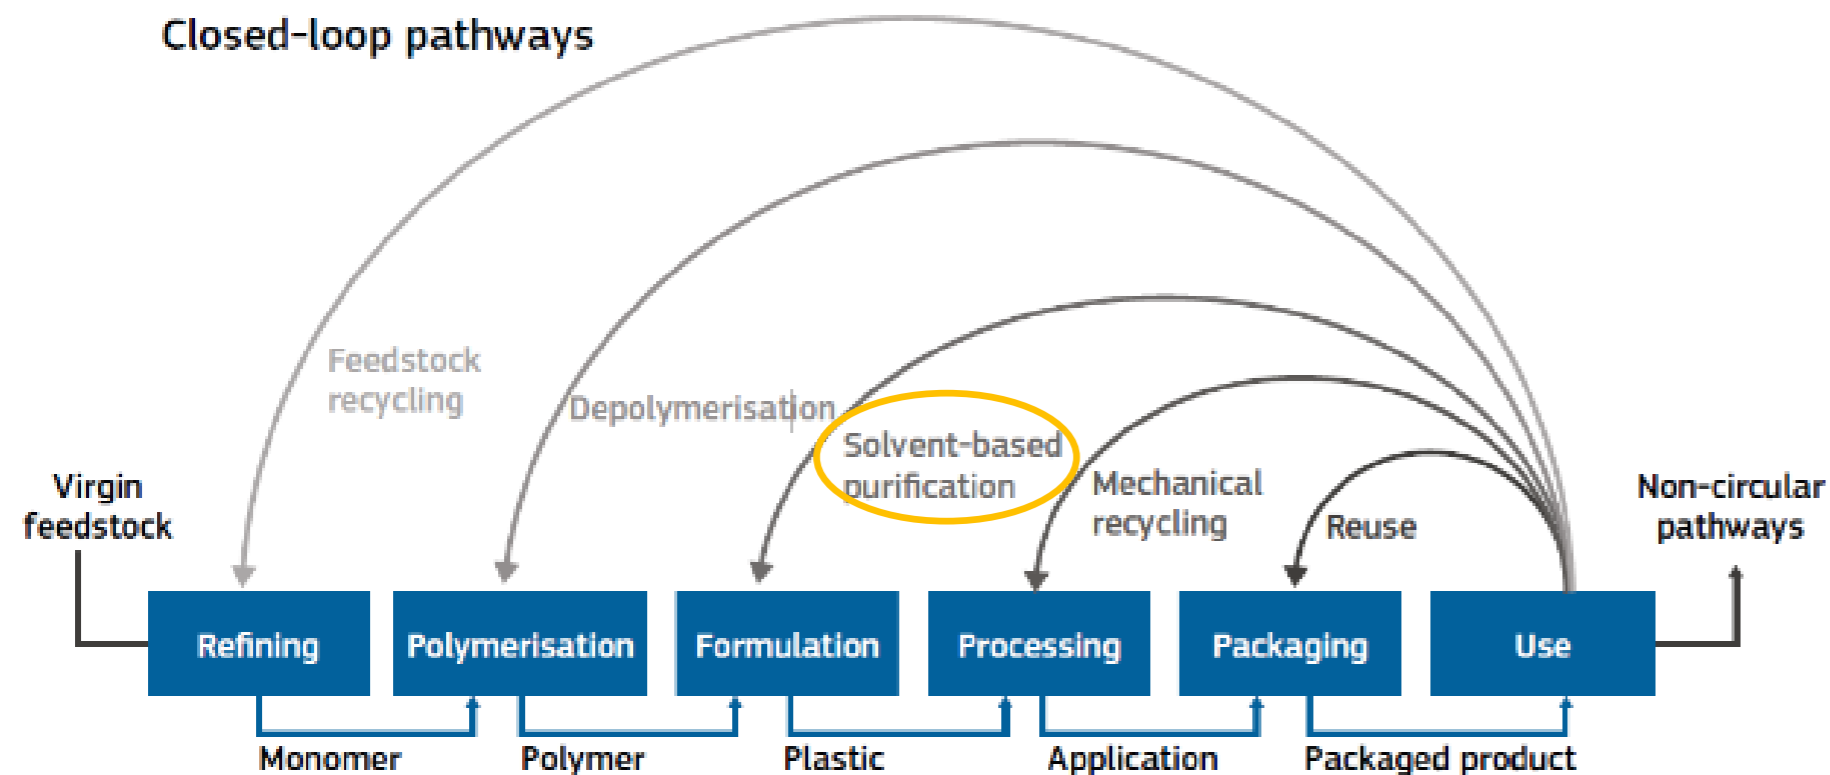 Closed-loop pathways
Feedstock
recycling
Depolymerisation
Solvent-based
purification
Mechanical
recycling
Reuse
Virgin
feedstock
Non-circular
pathways
Refining
Polymerisation
Formulation
Processing
Packaging
Use
Monomer
Polymer
Plastic
Application
Packaged product